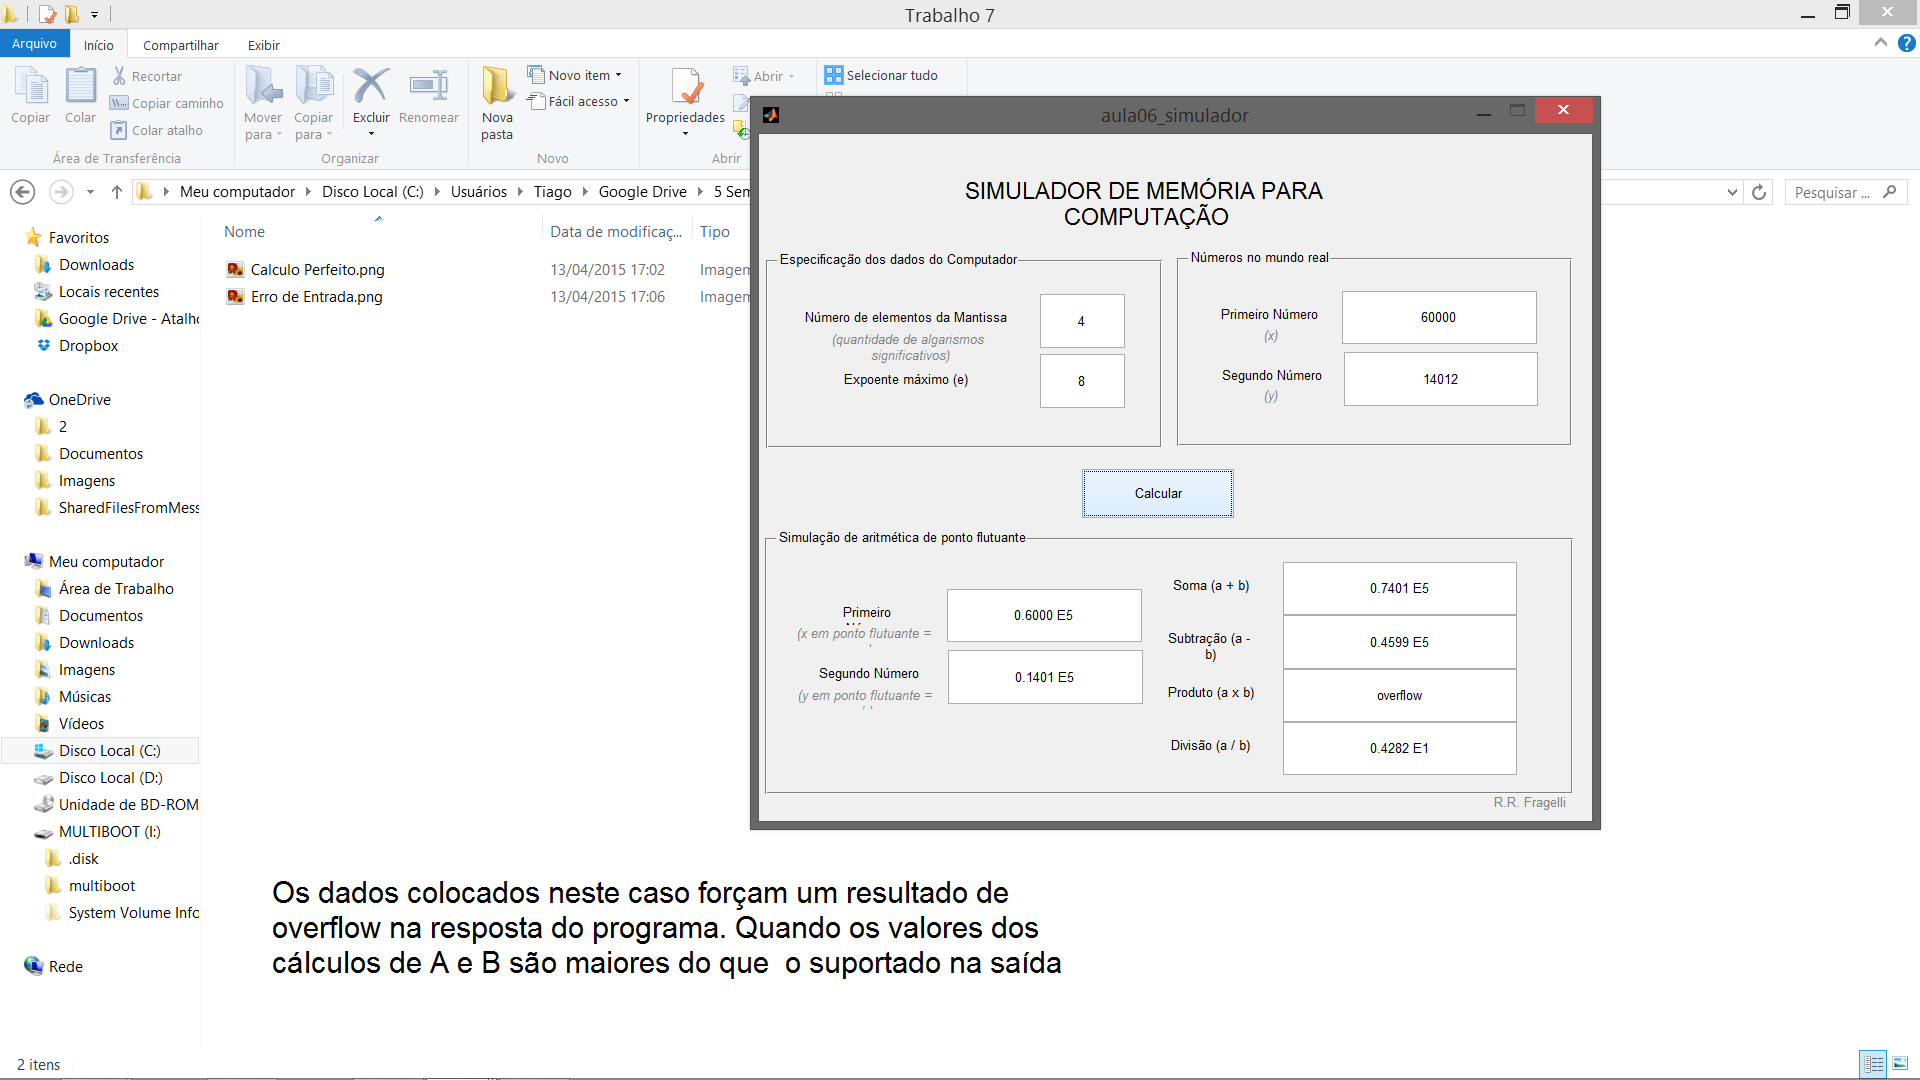 Trabalho 7
Arquivo
Início
Compartilhar
Exibir
Copiar
Colar
Recortar
Copiar caminho
Colar atalho
Área de Transferência
Mover para
Copiar para
Excluir
Renomear
Organizar
Nova pasta
Novo item
Fácil acesso
Novo
Propriedades
Abrir
Abrir
Selecionar tudo
Meu computador
Disco Local (C:)
Usuários
Tiago
Google Drive
5 Sem
Pesquisar ...
Favoritos
Downloads
Locais recentes
Google Drive - Atalho
Dropbox
OneDrive
2
Documentos
Imagens
SharedFilesFromMess
Meu computador
Área de Trabalho
Documentos
Downloads
Imagens
Músicas
Vídeos
Disco Local (C:)
Disco Local (D:)
Unidade de BD-ROM
MULTIBOOT (I:)
.disk
multiboot
System Volume Info
Rede
Nome
Data de modificaç...
Tipo
Calculo Perfeito.png
13/04/2015 17:02
Imagem
Erro de Entrada.png
13/04/2015 17:06
Imagem
aula06_simulador
SIMULADOR DE MEMÓRIA PARA
COMPUTAÇÃO
Especificação dos dados do Computador
Número de elementos da Mantissa
(quantidade de algarismos
significativos)
4
Expoente máximo (e)
8
Números no mundo real
Primeiro Número
(x)
60000
Segundo Número
(y)
14012
Calcular
Simulação de aritmética de ponto flutuante
Primeiro
(x em ponto flutuante =
0.6000 E5
Segundo Número
(y em ponto flutuante =
0.1401 E5
Soma (a + b)
0.7401 E5
Subtração (a -
b)
0.4599 E5
Produto (a x b)
overflow
Divisão (a / b)
0.4282 E1
R.R. Fragelli
Os dados colocados neste caso forçam um resultado de
overflow na resposta do programa. Quando os valores dos
cálculos de A e B são maiores do que  o suportado na saída
2 itens